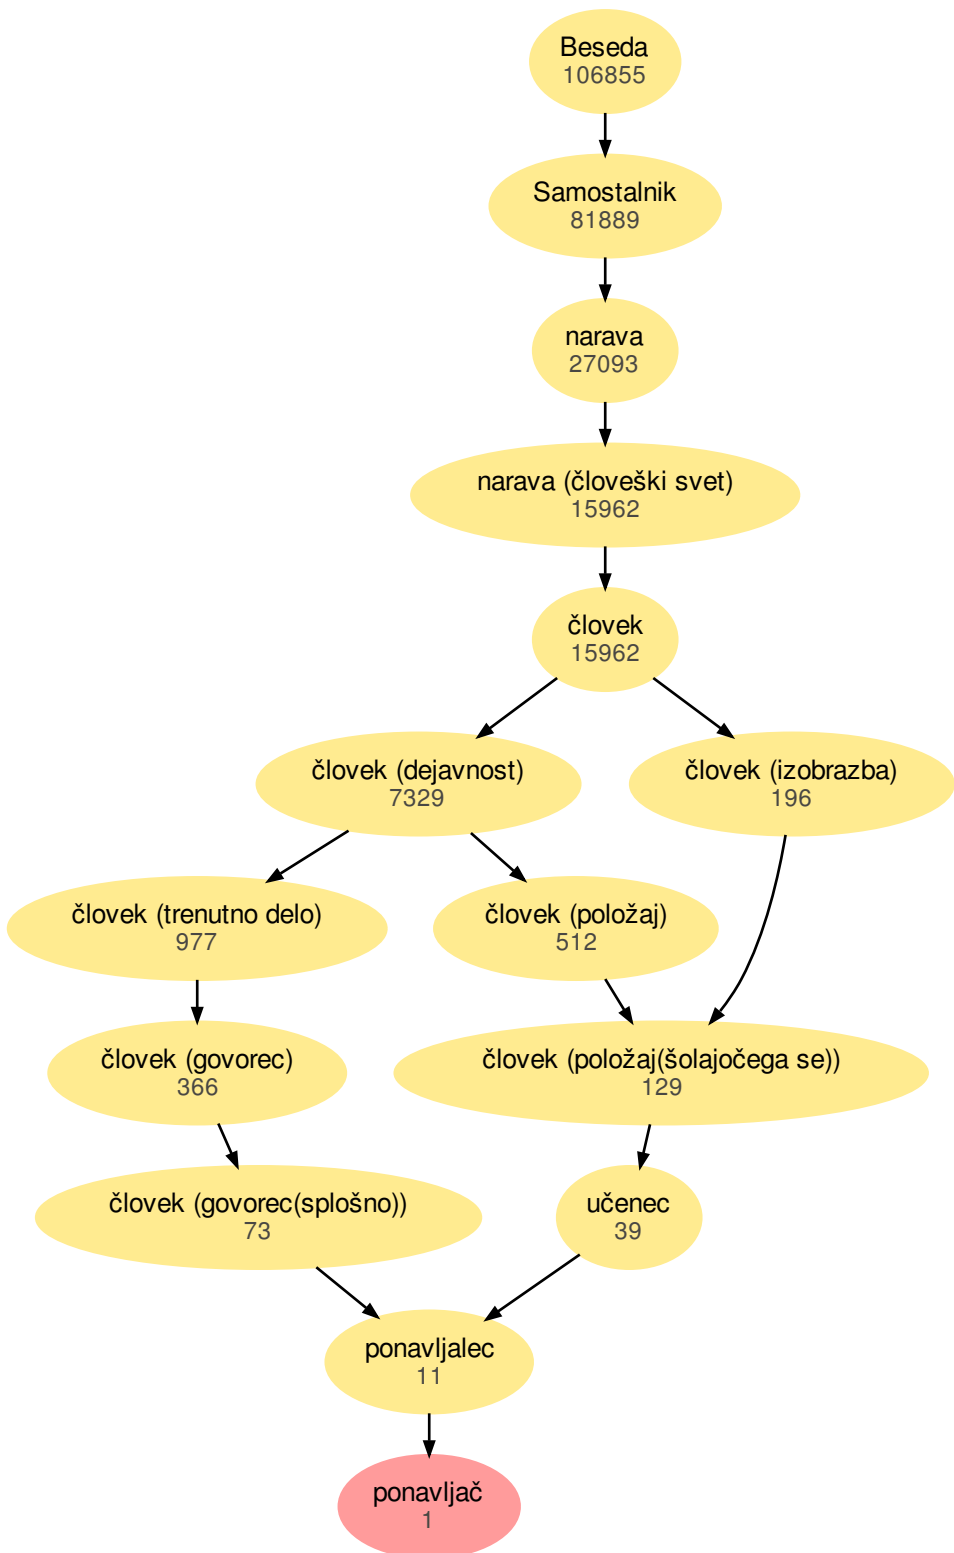 Beseda
106855
Samostalnik
81889
narava
27093
narava (človeški svet)
15962
človek
15962
človek (dejavnost)
7329
človek (izobrazba)
196
človek (trenutno delo)
977
človek (položaj)
512
človek (govorec)
366
človek (položaj(šolajočega se))
129
človek (govorec(splošno))
73
učenec
39
ponavljalec
11
ponavljač
1